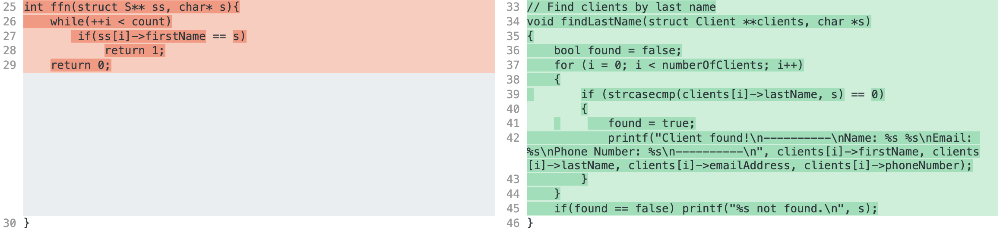 25 int ffn(struct S** ss, char* s){
26     while(++i < count)
27         if(ss[i]->firstName == s)
28             return 1;
29     return 0;
30 }
33 // Find clients by last name
34 void findLastName(struct Client **clients, char *s)
35 {
36     bool found = false;
37     for (i = 0; i < numberOfClients; i++)
38     {
39         if (strcasecmp(clients[i]->lastName, s) == 0)
40         {
41             found = true;
42             printf("Client found!\n----------\nName: %s %s\nEmail:
%s\nPhone Number: %s\n----------\n", clients[i]->firstName, clients
[i]->lastName, clients[i]->emailAddress, clients[i]->phoneNumber);
43         }
44     }
45     if(found == false) printf("%s not found.\n", s);
46 }